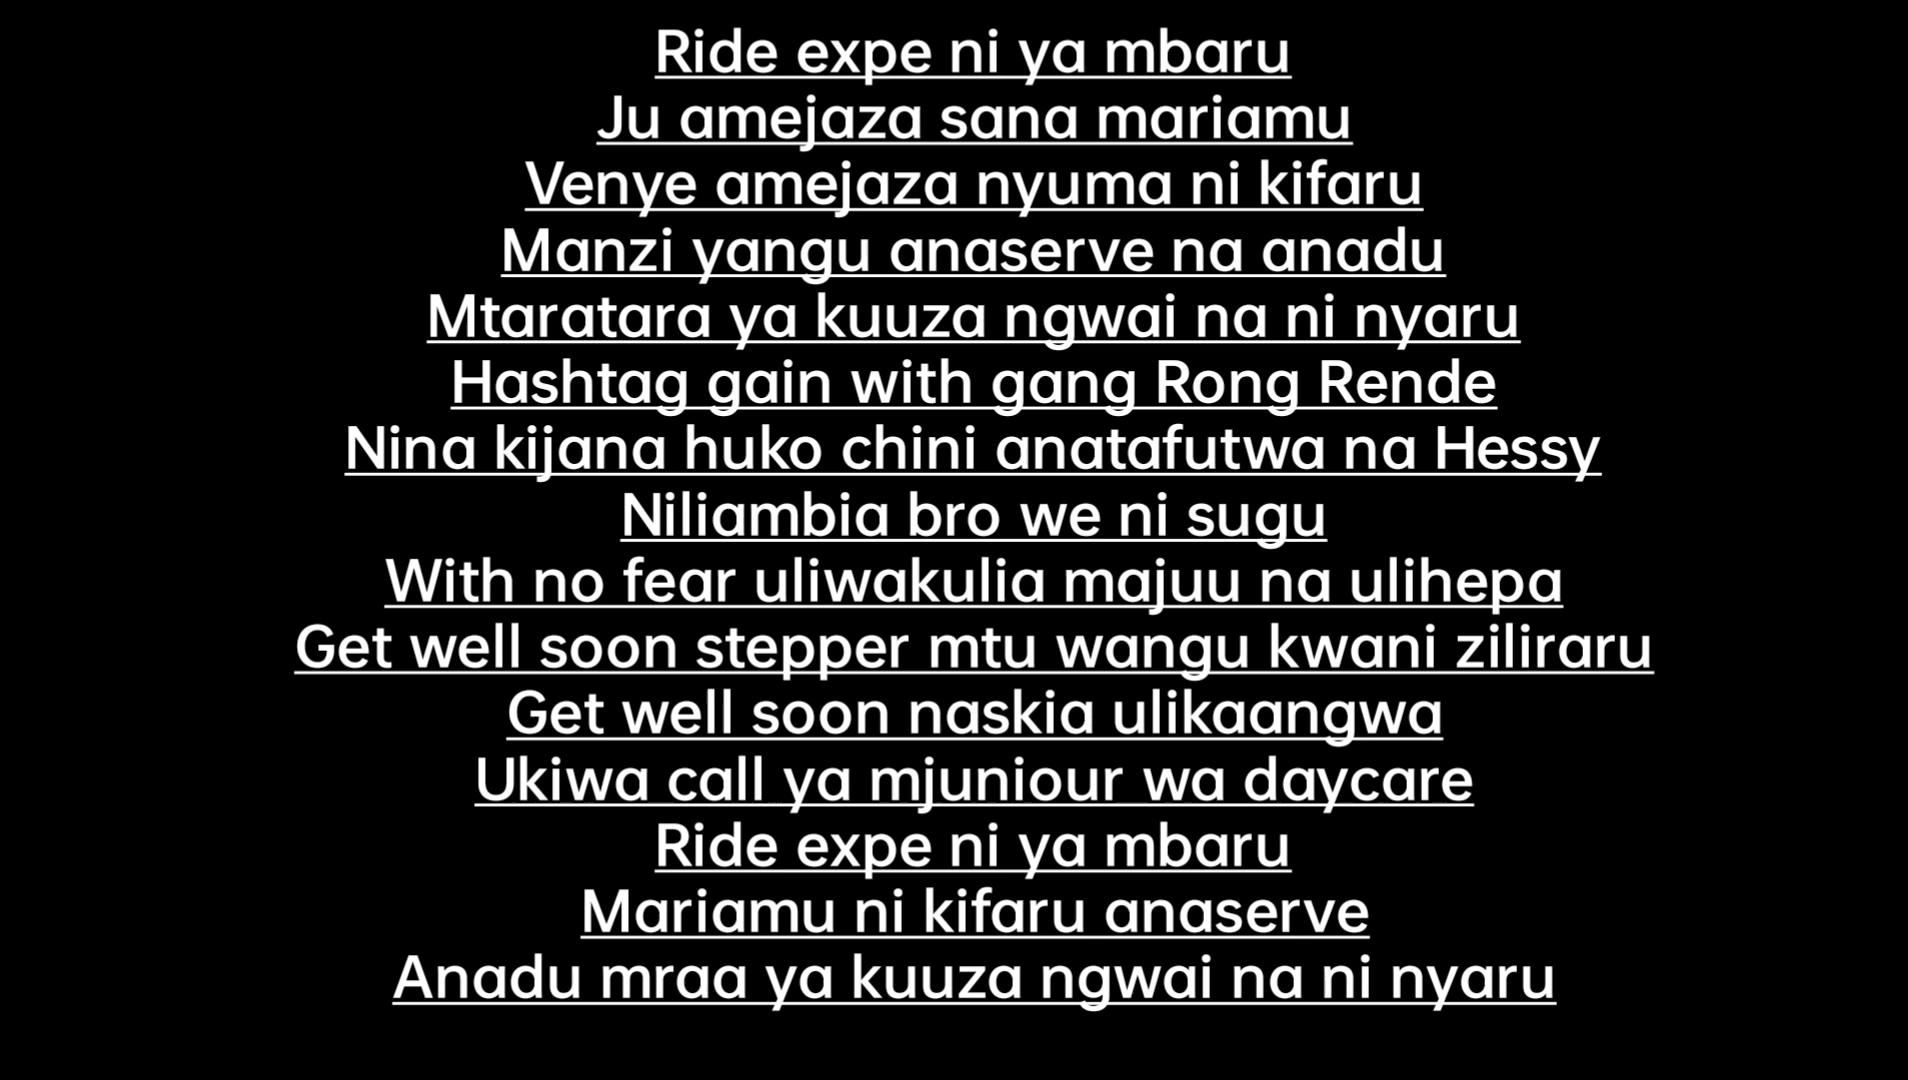 Ride expe ni ya mbaru
Ju amejaza sana mariamu
Venye amejaza nyuma ni kifaru
Manzi yangu anaserve na anadu
Mtaratara ya kuuza ngwai na ni nyaru
Hashtag gain with gang Rong Rende
Nina kijana huko chini anatafutwa na Hessy
Niliambia bro we ni sugu
With no fear uliwakulia majuu na ulihepa
Get well soon stepper mtu wangu kwani ziliraru
Get well soon naskia ulikaangwa
Ukiwa call ya mjuniour wa daycare
Ride expe ni ya mbaru
Mariamu ni kifaru anaserve
Anadu mraa ya kuuza ngwai na ni nyaru